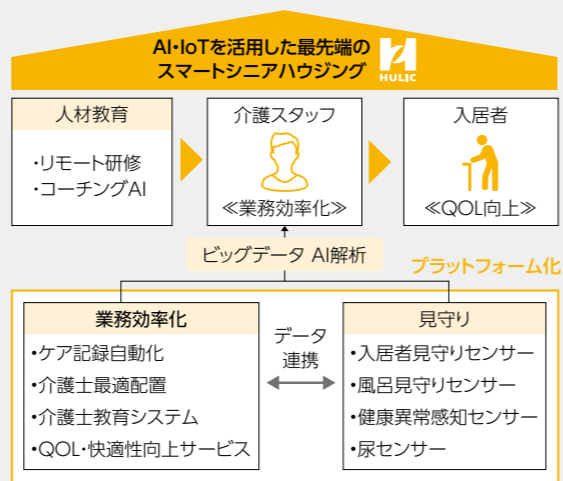 AI・IoTを活用した最先端の
スマートシニアハウジング
HULIC
人材教育
・リモート研修
・コーチングAI
介護スタッフ
≪業務効率化≫
入居者
≪QOL向上≫
ビッグデータ AI解析
プラットフォーム化
業務効率化
•ケア記録自動化
•介護士最適配置
•介護士教育システム
•QOL・快適性向上サービス
データ
連携
見守り
•入居者見守りセンサー
•風呂見守りセンサー
•健康異常感知センサー
•尿センサー